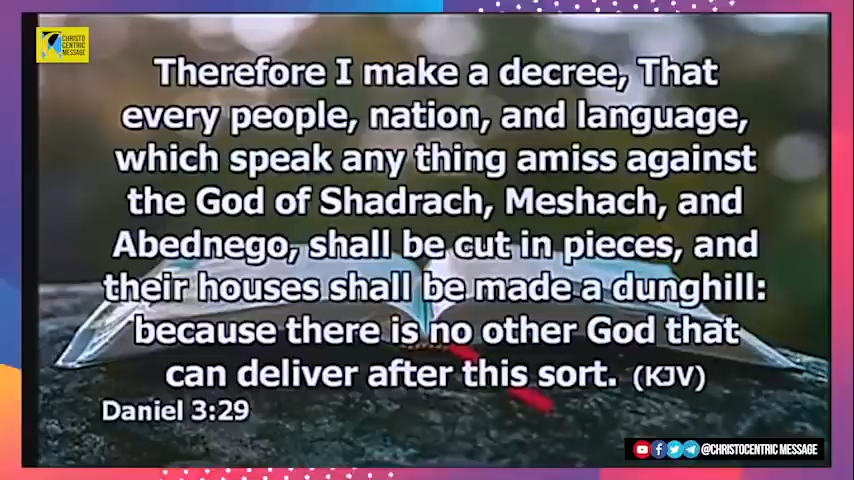 CHRISTO
CENTRIC
MESSAGE
Therefore I make a decree, That
every people, nation, and language,
which speak any thing amiss against
the God of Shadrach, Meshach, and
Abednego, shall be cut in pieces, and
their houses shall be made a dunghill:
because there is no other God that
can deliver after this sort. (KJV)
Daniel 3:29
@CHRISTOCENTRIC MESSAGE